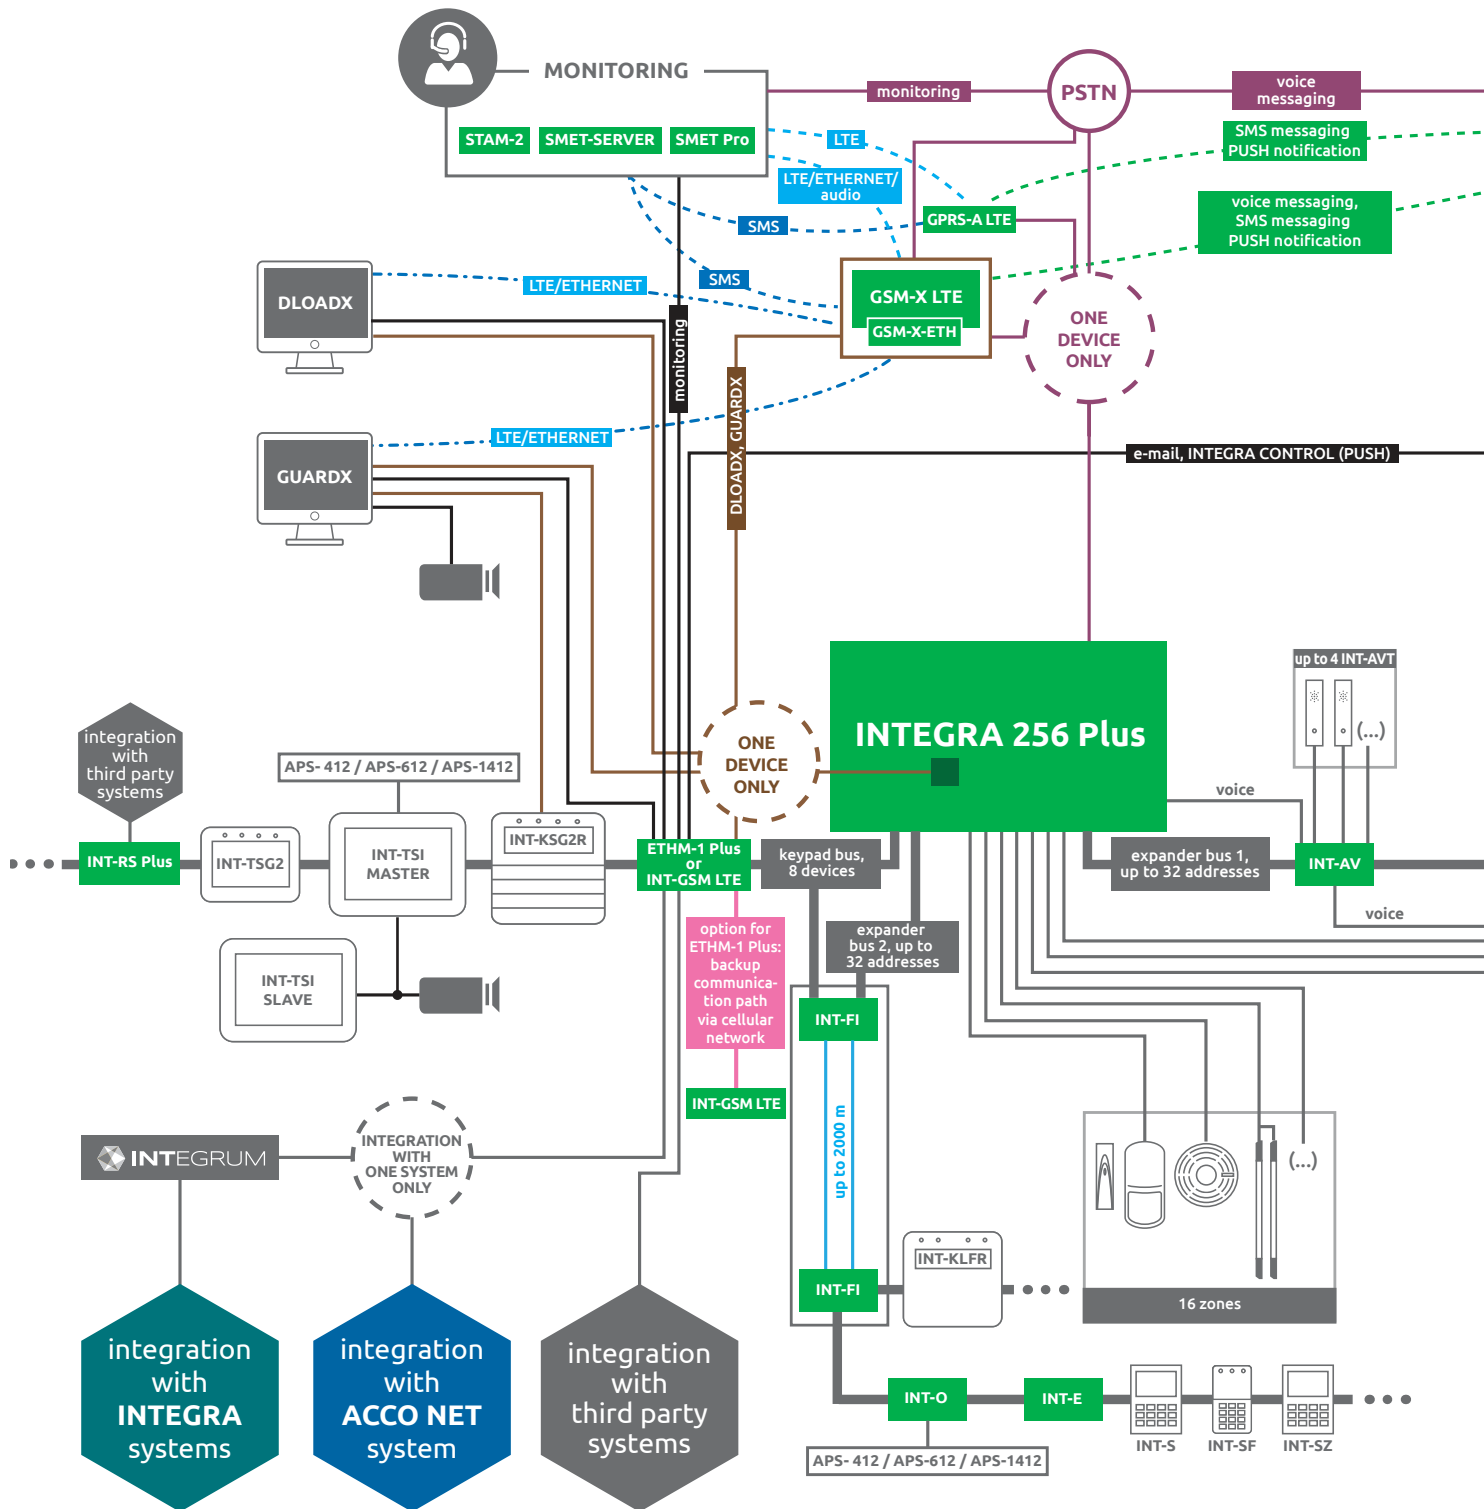 MONITORING
STAM-2
SMET-SERVER
SMET Pro
monitoring
PSTN
voice
messaging
SMS messaging
PUSH notification
LTE
LTE/ETHERNET/
audio
SMS
GPRS-A LTE
voice messaging,
SMS messaging
PUSH notification
SMS
DLOADX
LTE/ETHERNET
GSM-X LTE
GSM-X-ETH
ONE
DEVICE
ONLY
monitoring
DLOADX, GUARDX
GUARDX
LTE/ETHERNET
e-mail, INTEGRA CONTROL (PUSH)
INTEGRA 256 Plus
up to 4 INT-AVT
(...)
integration
with
third party
systems
APS- 412 / APS-612 / APS-1412
ONE
DEVICE
ONLY
voice
INT-RS Plus
INT-TSG2
INT-TSI
MASTER
INT-KSG2R
ETHM-1 Plus
or
INT-GSM LTE
keypad bus,
8 devices
expander bus 1,
up to 32 addresses
INT-AV
voice
option for
ETHM-1 Plus:
backup
communica-
tion path
via cellular
network
expander
bus 2, up to
32 addresses
INT-TSI
SLAVE
INT-FI
INT-GSM LTE
up to 2000 m
INTEGRUM
INTEGRATION
WITH
ONE SYSTEM
ONLY
(...)
16 zones
INT-FI
INT-KLFR
integration
with
INTEGRA
systems
integration
with
ACCO NET
system
integration
with
third party
systems
INT-O
INT-E
INT-S
INT-SF
INT-SZ
APS- 412 / APS-612 / APS-1412